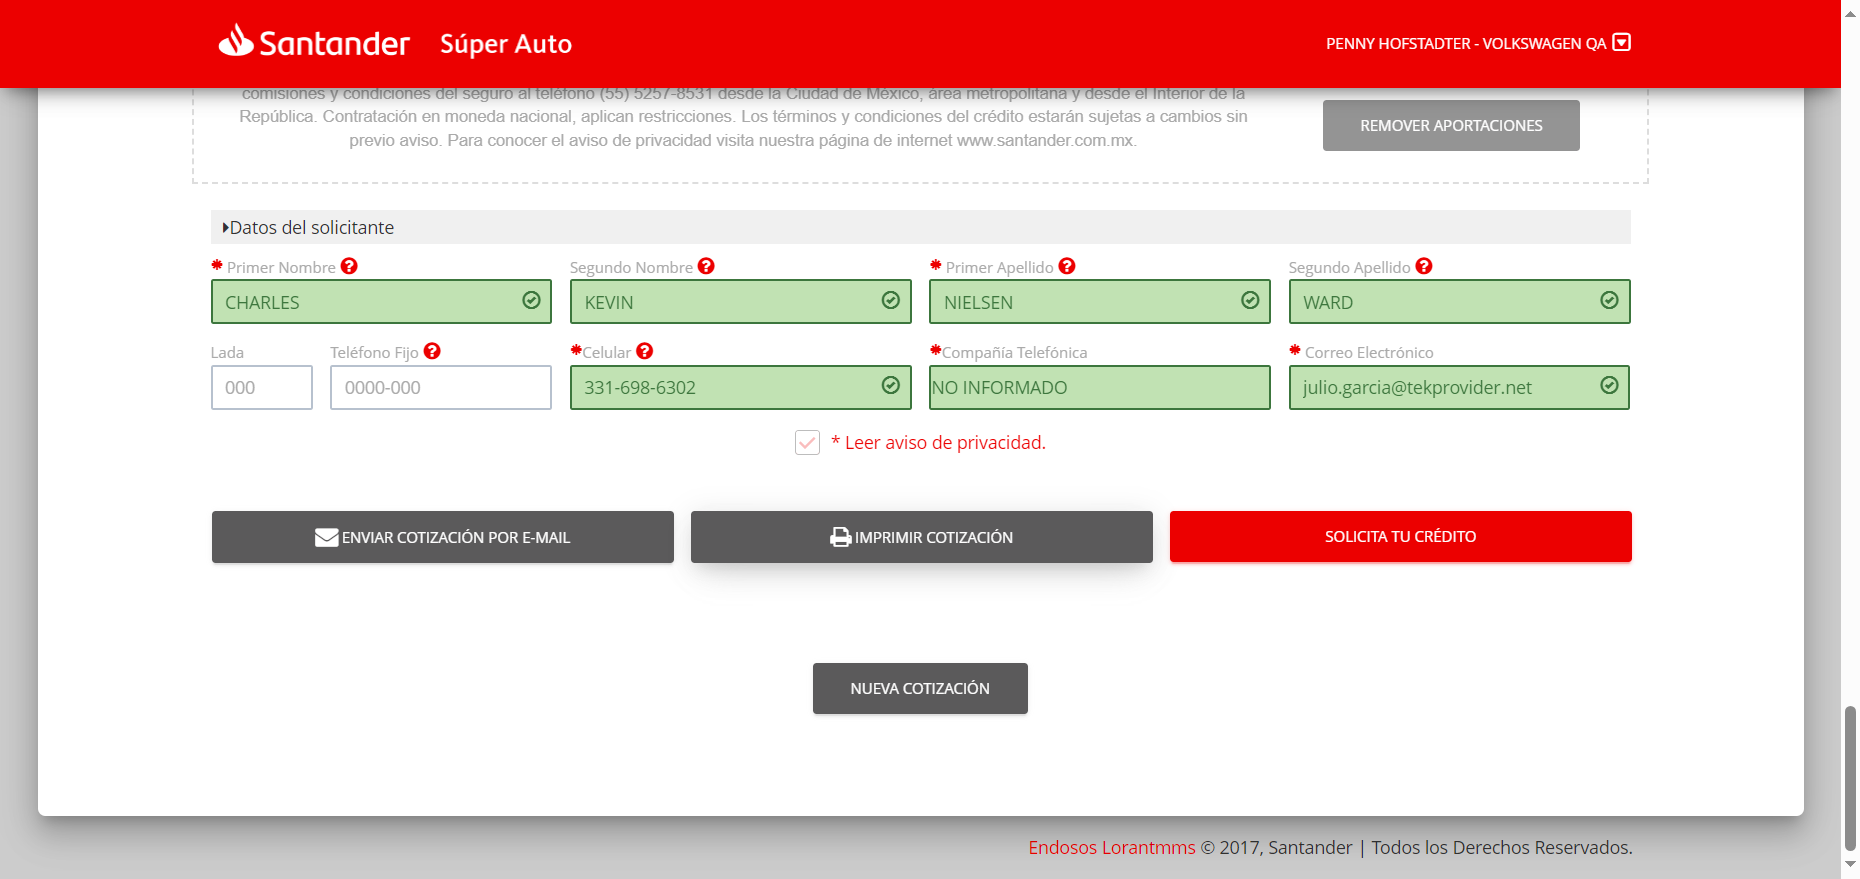 Santander Súper Auto
PENNY HOFSTADTER - VOLKSWAGEN QA
comisiones y condiciones del seguro al teléfono (55) 5257-8531 desde la Ciudad de México, área metropolitana y desde el Interior de la
República. Contratación en moneda nacional, aplican restricciones. Los términos y condiciones del crédito estarán sujetas a cambios sin
previo aviso. Para conocer el aviso de privacidad visita nuestra página de internet www.santander.com.mx.
REMOVER APORTACIONES
Datos del solicitante
* Primer Nombre ? Segundo Nombre ? * Primer Apellido ? Segundo Apellido ?
CHARLES KEVIN NIELSEN WARD
Lada Teléfono Fijo ? *Celular ? *Compañía Telefónica * Correo Electrónico
000 0000-000 331-698-6302 NO INFORMADO julio.garcia@tekprovider.net
* Leer aviso de privacidad.
ENVIAR COTIZACIÓN POR E-MAIL IMPRIMIR COTIZACIÓN SOLICITA TU CRÉDITO
NUEVA COTIZACIÓN
Endosos Lorantmms © 2017, Santander | Todos los Derechos Reservados.